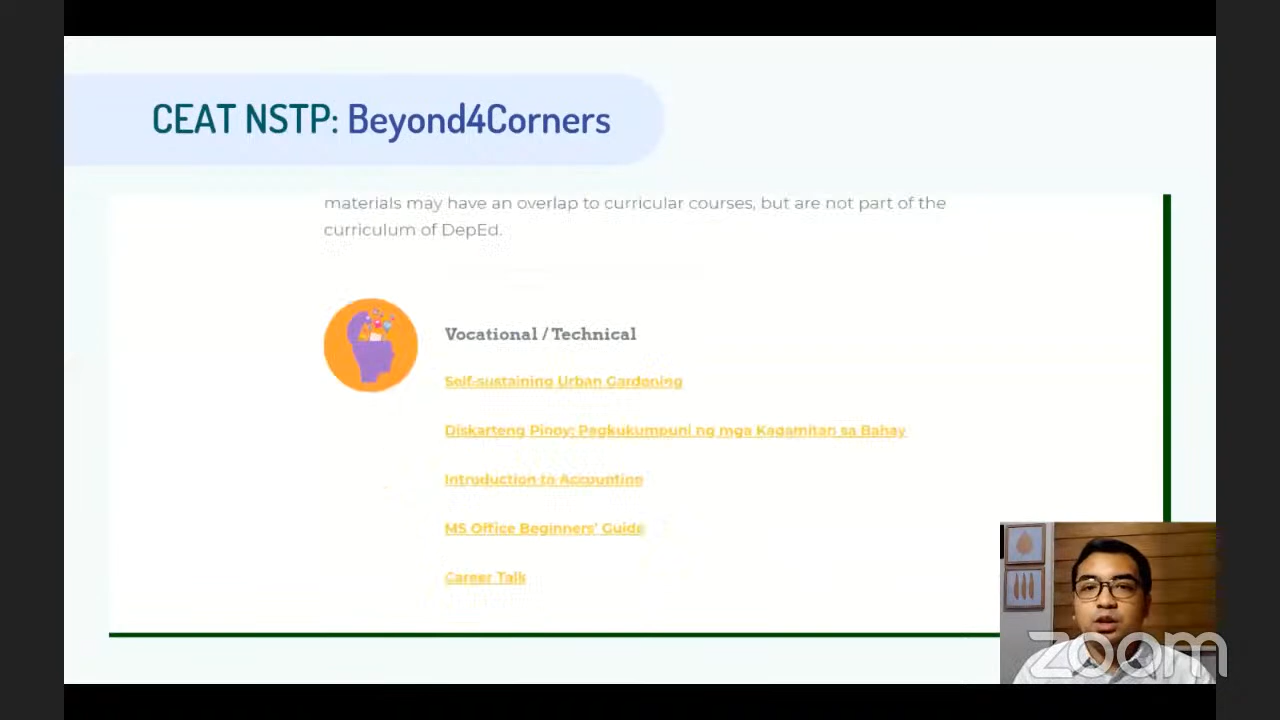 CEAT NSTP: Beyond4Corners
materials may have an overlap to curricular courses, but are not part of the
curriculum of DepEd.
Vocational / Technical
Self-sustaining Urban Gardening
Diskarteng Pinoy: Pagkukumpuni ng mga Kagamitan sa Bahay
Introduction to Accounting
MS Office Beginners' Guide
Career Talk
zoom